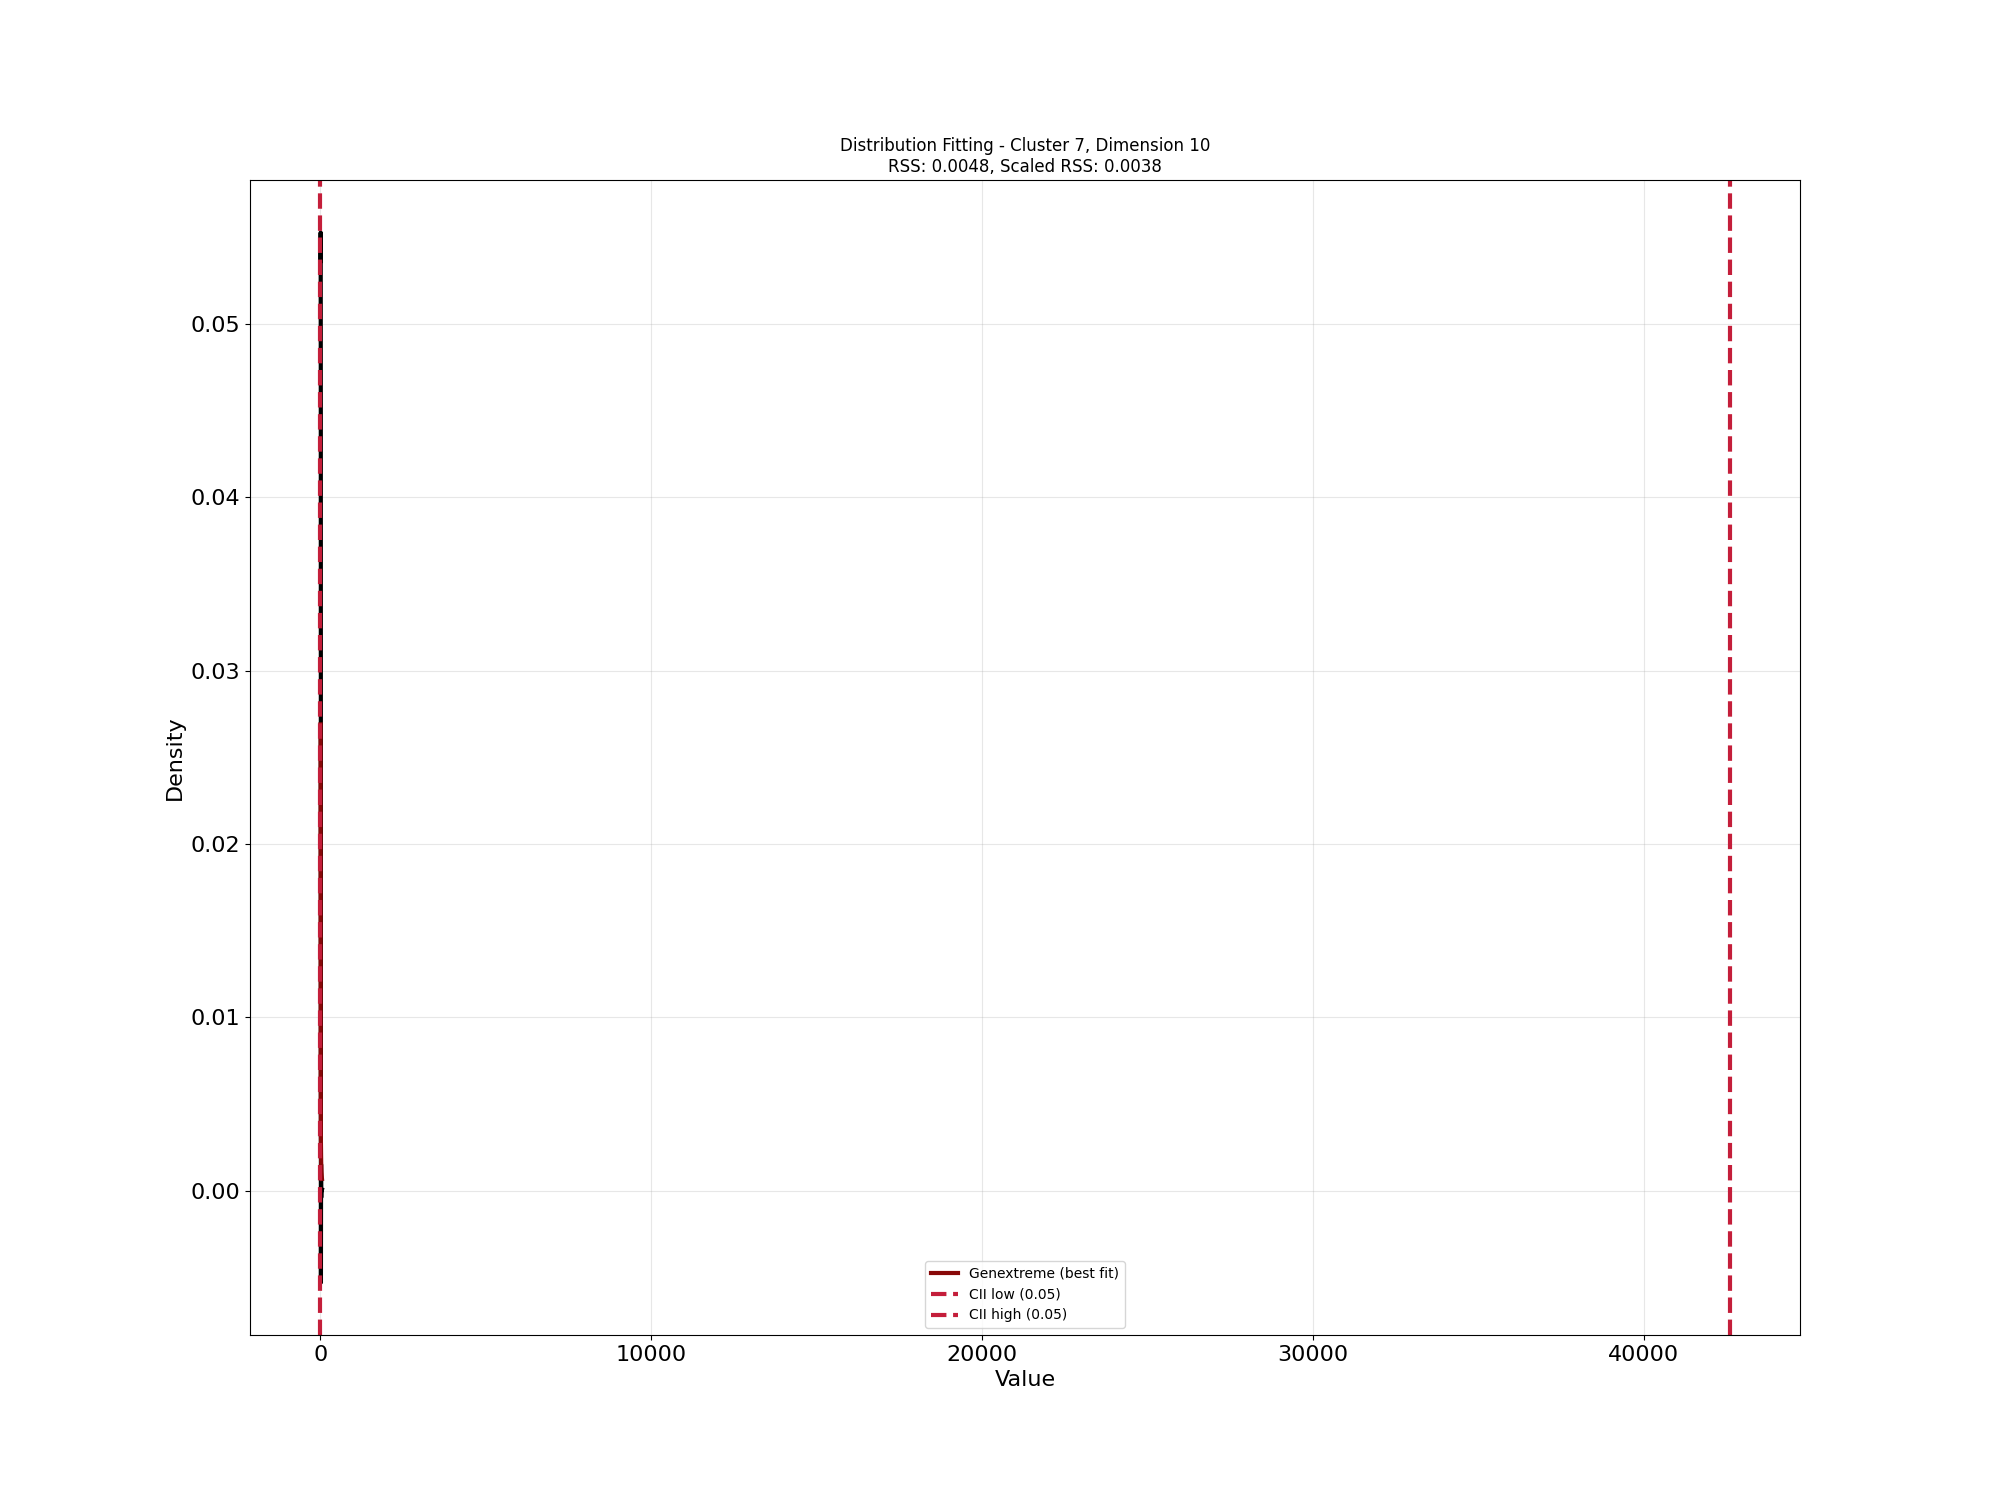 Distribution Fitting - Cluster 7, Dimension 10
RSS: 0.0048, Scaled RSS: 0.0038
0.05
0.04
0.03
0.02
0.01
0.00
Density
Genextreme (best fit)
CII low (0.05)
CII high (0.05)
0 10000 20000 30000 40000
Value